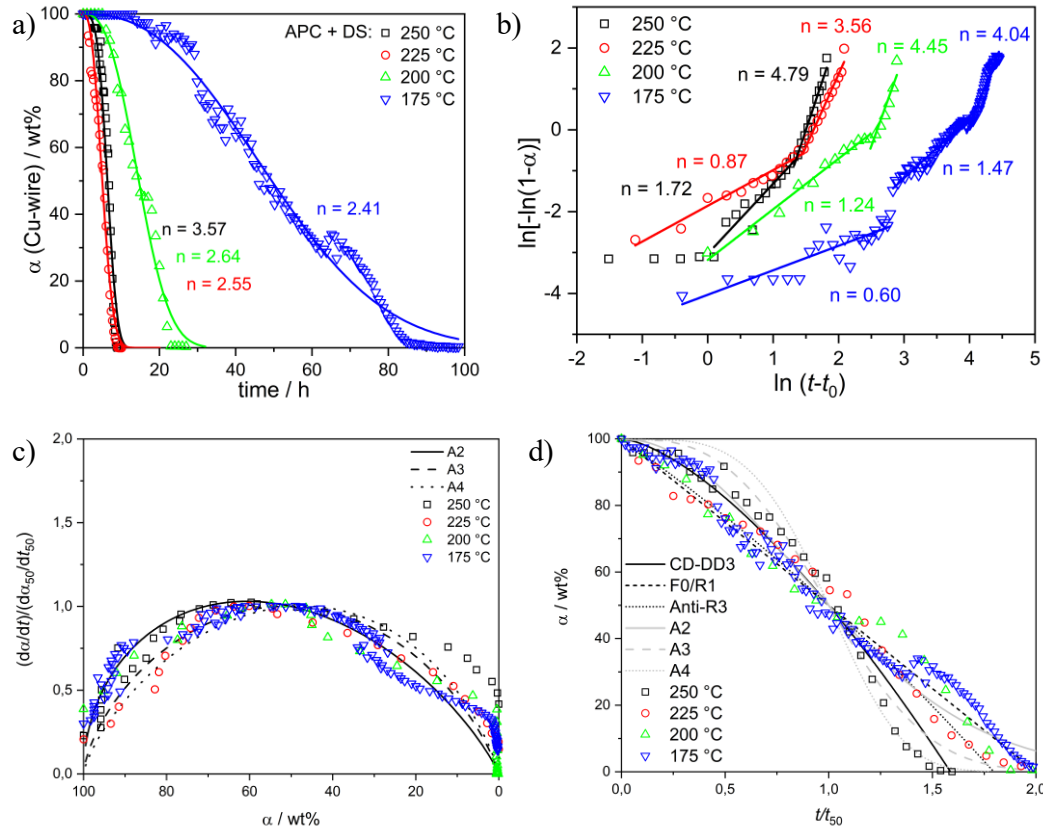 a)
APC + DS:
250 °C
225 °C
200 °C
175 °C
n = 2.41
n = 3.57
n = 2.64
n = 2.55
α (Cu-wire) / wt%
100
80
60
40
20
0
0 20 40 60 80 100
time / h
b)
250 °C
225 °C
200 °C
175 °C
n = 3.56
n = 4.45
n = 4.04
n = 4.79
n = 0.87
n = 1.72
n = 1.24
n = 1.47
n = 0.60
ln[-ln(1-α)]
2
0
-2
-4
-2 -1 0 1 2 3 4 5
ln (t-t0)
c)
A2
A3
A4
250 °C
225 °C
200 °C
175 °C
(dα/dt)/(dα50/dt50)
2,0
1,5
1,0
0,5
0,0
100 80 60 40 20 0
α / wt%
d)
CD-DD3
F0/R1
Anti-R3
A2
A3
A4
250 °C
225 °C
200 °C
175 °C
α / wt%
100
80
60
40
20
0
0,0 0,5 1,0 1,5 2,0
t/t50